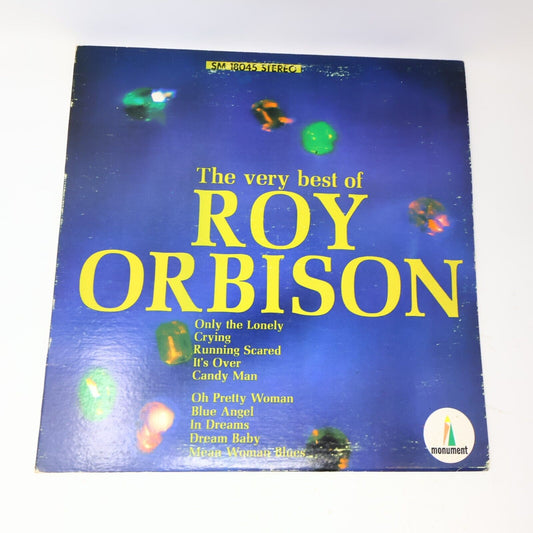 SM 18045 STEREO
The very best of
ROY
ORBISON
Only the Lonely
Crying
Running Scared
It's Over
Candy Man
Oh Pretty Woman
Blue Angel
In Dreams
Dream Baby
Mean Woman Blues
monument